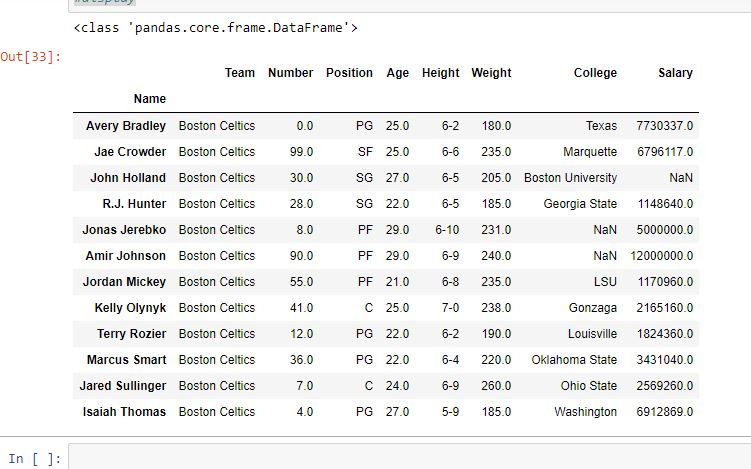 #display
<class 'pandas.core.frame.DataFrame'>
Out[33]:
Team Number Position Age Height Weight College Salary
Name
Avery Bradley Boston Celtics 0.0 PG 25.0 6-2 180.0 Texas 7730337.0
Jae Crowder Boston Celtics 99.0 SF 25.0 6-6 235.0 Marquette 6796117.0
John Holland Boston Celtics 30.0 SG 27.0 6-5 205.0 Boston University NaN
R.J. Hunter Boston Celtics 28.0 SG 22.0 6-5 185.0 Georgia State 1148640.0
Jonas Jerebko Boston Celtics 8.0 PF 29.0 6-10 231.0 NaN 5000000.0
Amir Johnson Boston Celtics 90.0 PF 29.0 6-9 240.0 NaN 12000000.0
Jordan Mickey Boston Celtics 55.0 PF 21.0 6-8 235.0 LSU 1170960.0
Kelly Olynyk Boston Celtics 41.0 C 25.0 7-0 238.0 Gonzaga 2165160.0
Terry Rozier Boston Celtics 12.0 PG 22.0 6-2 190.0 Louisville 1824360.0
Marcus Smart Boston Celtics 36.0 PG 22.0 6-4 220.0 Oklahoma State 3431040.0
Jared Sullinger Boston Celtics 7.0 C 24.0 6-9 260.0 Ohio State 2569260.0
Isaiah Thomas Boston Celtics 4.0 PG 27.0 5-9 185.0 Washington 6912869.0
In [ ]: